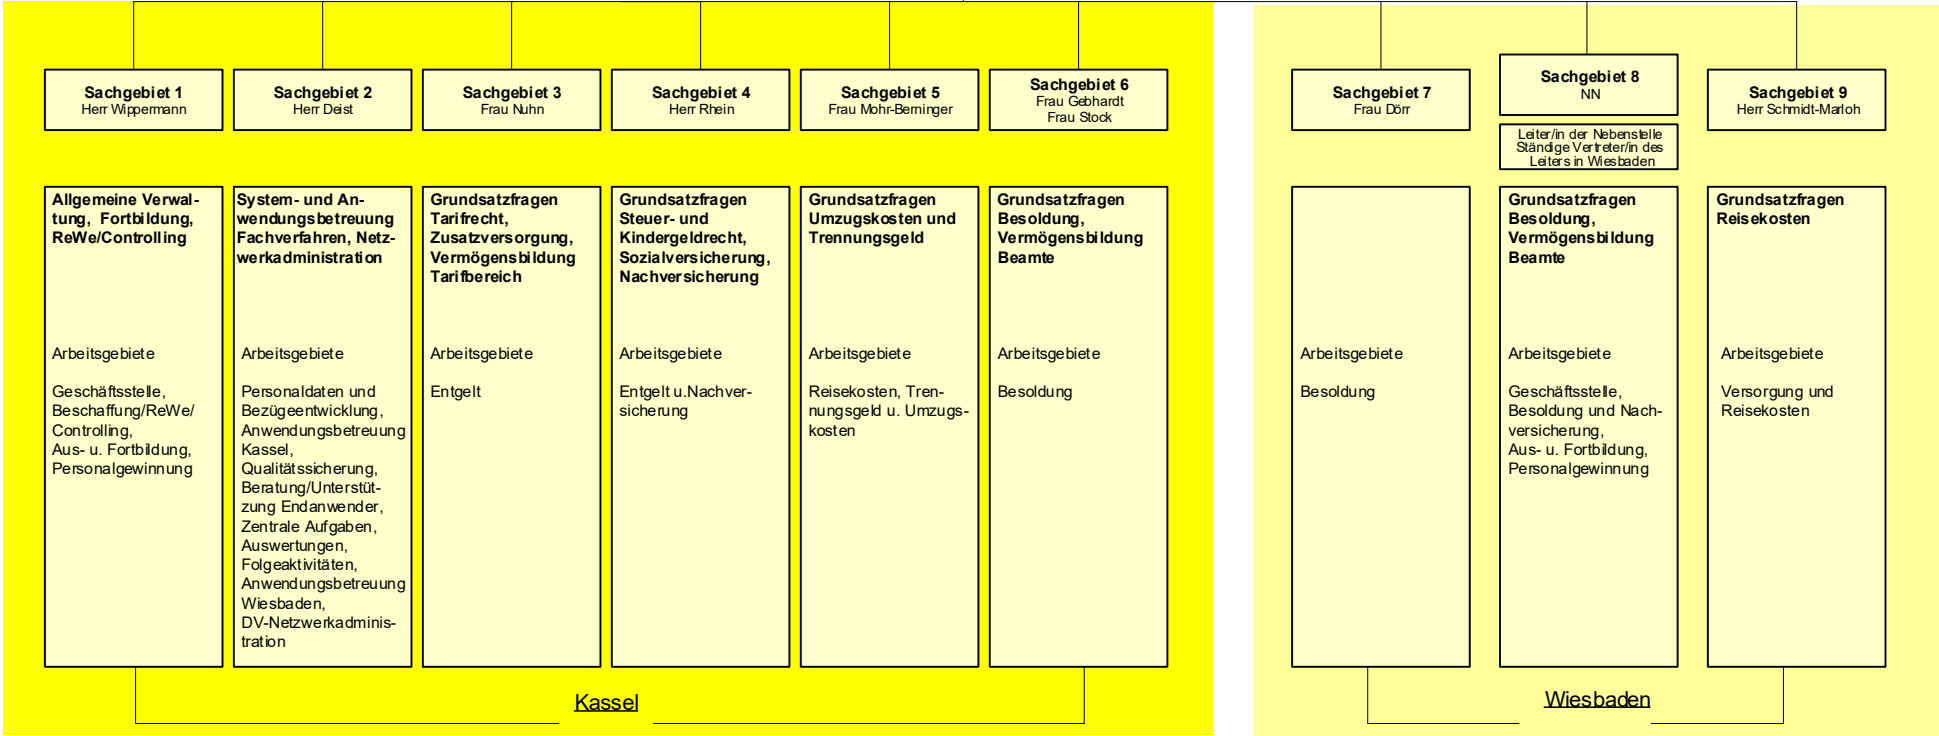 Sachgebiet 1
Herr Wippermann
Sachgebiet 2
Herr Deist
Sachgebiet 3
Frau Nuhn
Sachgebiet 4
Herr Rhein
Sachgebiet 5
Frau Mohr-Berninger
Sachgebiet 6
Frau Gebhardt
Frau Stock
Sachgebiet 7
Frau Dörr
Sachgebiet 8
NN
Leiter/in der Nebenstelle
Ständige Vertreter/in des
Leiters in Wiesbaden
Sachgebiet 9
Herr Schmidt-Marloh
Allgemeine Verwal-
tung, Fortbildung,
ReWe/Controlling
Arbeitsgebiete
Geschäftsstelle,
Beschaffung/ReWe/
Controlling,
Aus- u. Fortbildung,
Personalgewinnung
System- und An-
wendungsbetreuung
Fachverfahren, Netz-
werkadministration
Arbeitsgebiete
Personaldaten und
Bezügeentwicklung,
Anwendungsbetreuung
Kassel,
Qualitätssicherung,
Beratung/Unterstüt-
zung Endanwender,
Zentrale Aufgaben,
Auswertungen,
Folgeaktivitäten,
Anwendungsbetreuung
Wiesbaden,
DV-Netzwerkadminis-
tration
Grundsatzfragen
Tarifrecht,
Zusatzversorgung,
Vermögensbildung
Tarifbereich
Arbeitsgebiete
Entgelt
Grundsatzfragen
Steuer- und
Kindergeldrecht,
Sozialversicherung,
Nachversicherung
Arbeitsgebiete
Entgelt u.Nachver-
sicherung
Grundsatzfragen
Umzugskosten und
Trennungsgeld
Arbeitsgebiete
Reisekosten, Tren-
nungsgeld u. Umzugs-
kosten
Grundsatzfragen
Besoldung,
Vermögensbildung
Beamte
Arbeitsgebiete
Besoldung
Arbeitsgebiete
Besoldung
Grundsatzfragen
Besoldung,
Vermögensbildung
Beamte
Arbeitsgebiete
Geschäftsstelle,
Besoldung und Nach-
versicherung,
Aus- u. Fortbildung,
Personalgewinnung
Grundsatzfragen
Reisekosten
Arbeitsgebiete
Versorgung und
Reisekosten
Kassel
Wiesbaden